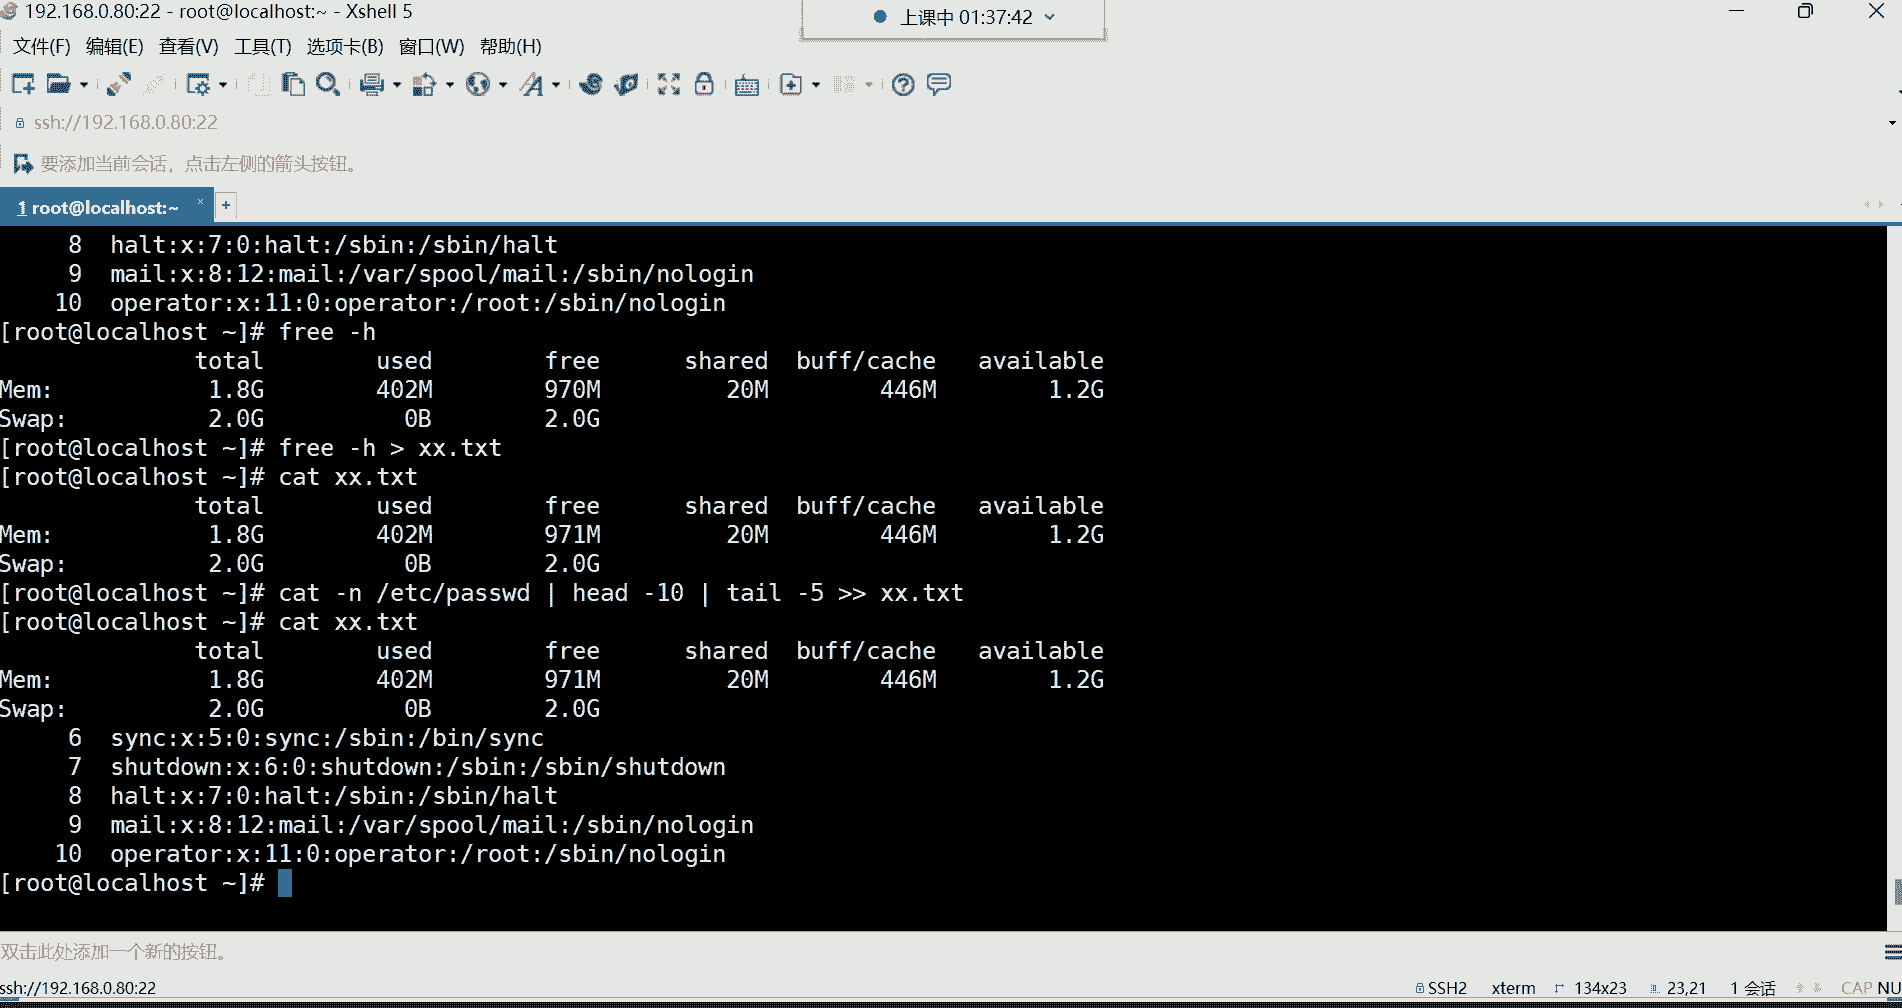 192.168.0.80:22 - root@localhost:~ - Xshell 5
上课中 01:37:42
文件(F) 编辑(E) 查看(V) 工具(T) 选项卡(B) 窗口(W) 帮助(H)
ssh://192.168.0.80:22
要添加当前会话，点击左侧的箭头按钮。
1 root@localhost:~ × +
     8  halt:x:7:0:halt:/sbin:/sbin/halt
     9  mail:x:8:12:mail:/var/spool/mail:/sbin/nologin
    10  operator:x:11:0:operator:/root:/sbin/nologin
[root@localhost ~]# free -h
              total        used        free      shared  buff/cache   available
Mem:           1.8G        402M        970M         20M        446M        1.2G
Swap:          2.0G          0B        2.0G
[root@localhost ~]# free -h > xx.txt
[root@localhost ~]# cat xx.txt
              total        used        free      shared  buff/cache   available
Mem:           1.8G        402M        971M         20M        446M        1.2G
Swap:          2.0G          0B        2.0G
[root@localhost ~]# cat -n /etc/passwd | head -10 | tail -5 >> xx.txt
[root@localhost ~]# cat xx.txt
              total        used        free      shared  buff/cache   available
Mem:           1.8G        402M        971M         20M        446M        1.2G
Swap:          2.0G          0B        2.0G
     6  sync:x:5:0:sync:/sbin:/bin/sync
     7  shutdown:x:6:0:shutdown:/sbin:/sbin/shutdown
     8  halt:x:7:0:halt:/sbin:/sbin/halt
     9  mail:x:8:12:mail:/var/spool/mail:/sbin/nologin
    10  operator:x:11:0:operator:/root:/sbin/nologin
[root@localhost ~]#
双击此处添加一个新的按钮。
ssh://192.168.0.80:22 SSH2 xterm 134x23 23,21 1 会话 CAP NU